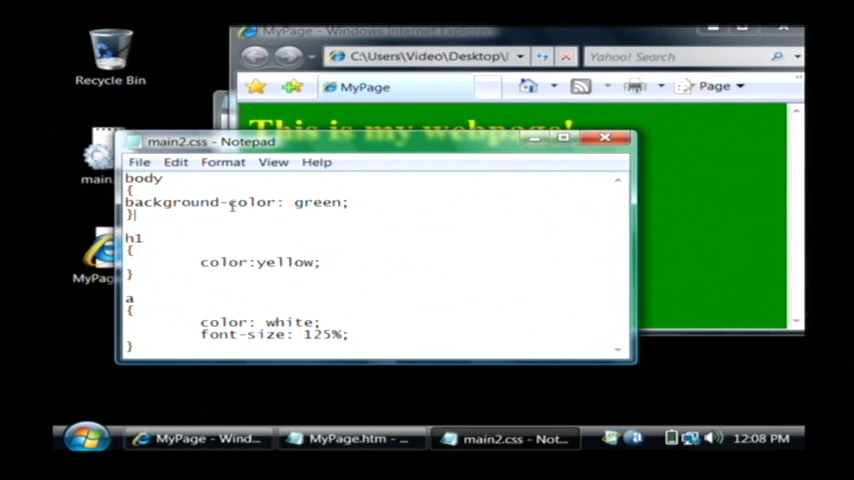 Recycle Bin
MyPage - Windows Internet Explorer
C:\Users\Video\Desktop\
Yahoo! Search
MyPage
Page
This is my webpage!
main2.css - Notepad
File Edit Format View Help
body
{
background-color: green;
}
h1
{
color:yellow;
}
a
{
color: white;
font-size: 125%;
}
main.
MyPag
MyPage - Wind...
MyPage.htm - ...
main2.css - Not...
12:08 PM